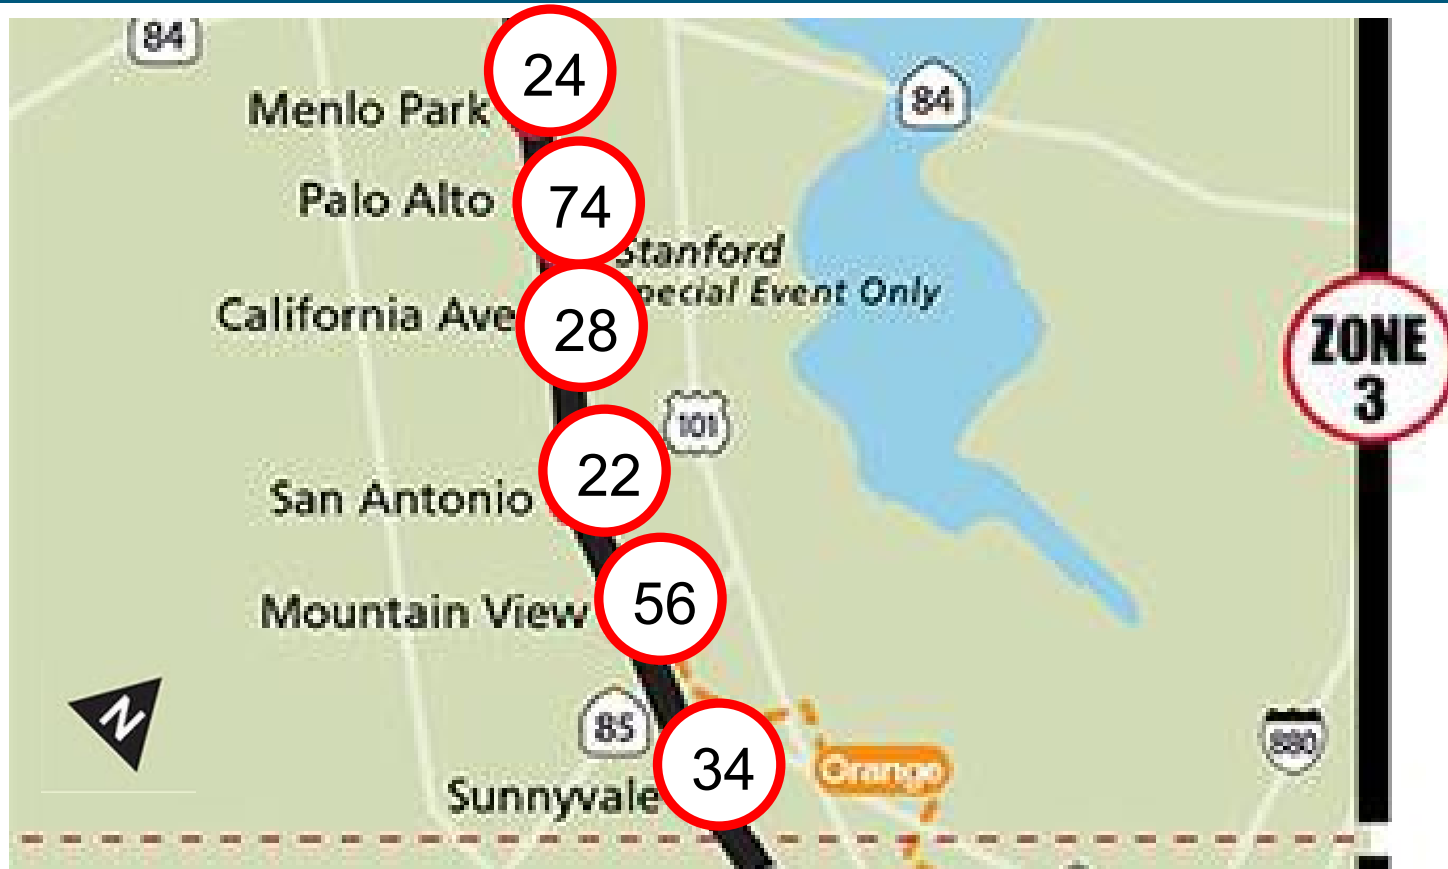 84
24
Menlo Park
84
Palo Alto
74
Stanford
Special Event Only
California Ave
28
ZONE
3
101
22
San Antonio
56
Mountain View
N
85
880
34
Orange
Sunnyvale